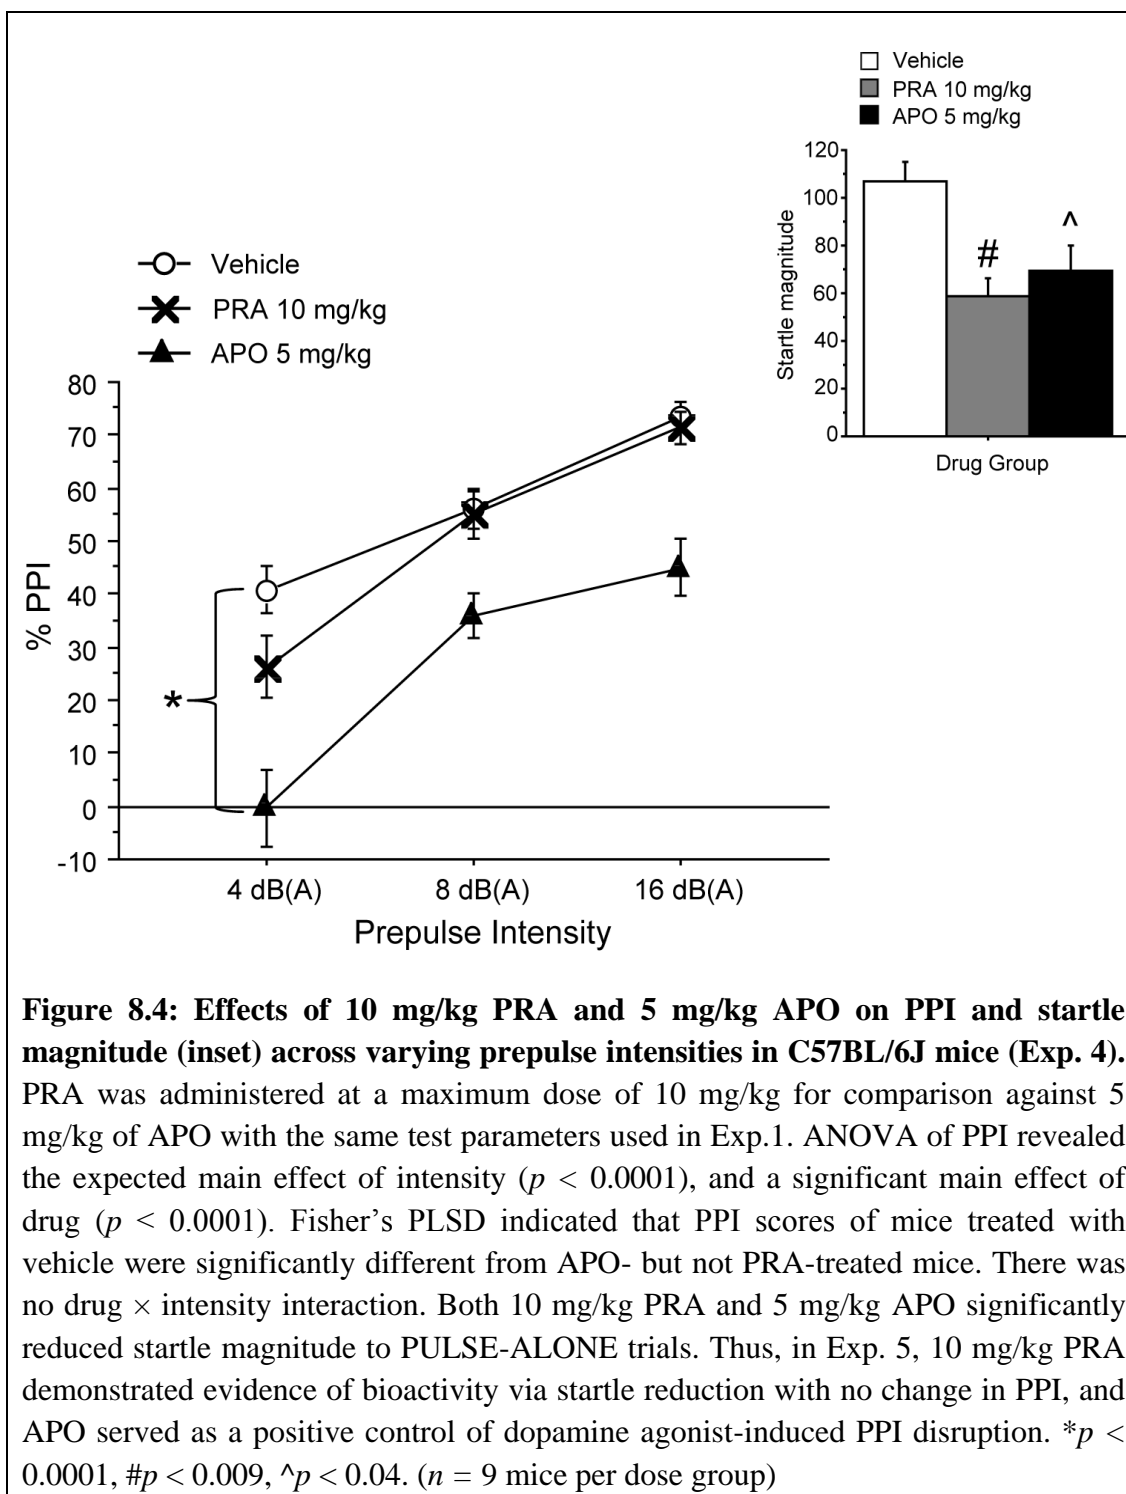 Vehicle
PRA 10 mg/kg
APO 5 mg/kg
120
100
80
60
40
20
0
Startle magnitude
#
^
Drug Group
Vehicle
PRA 10 mg/kg
APO 5 mg/kg
80
70
60
50
40
30
20
10
0
-10
% PPI
*
4 dB(A)
8 dB(A)
16 dB(A)
Prepulse Intensity
Figure 8.4: Effects of 10 mg/kg PRA and 5 mg/kg APO on PPI and startle
magnitude (inset) across varying prepulse intensities in C57BL/6J mice (Exp. 4).
PRA was administered at a maximum dose of 10 mg/kg for comparison against 5
mg/kg of APO with the same test parameters used in Exp.1. ANOVA of PPI revealed
the expected main effect of intensity (p < 0.0001), and a significant main effect of
drug (p < 0.0001). Fisher’s PLSD indicated that PPI scores of mice treated with
vehicle were significantly different from APO- but not PRA-treated mice. There was
no drug × intensity interaction. Both 10 mg/kg PRA and 5 mg/kg APO significantly
reduced startle magnitude to PULSE-ALONE trials. Thus, in Exp. 5, 10 mg/kg PRA
demonstrated evidence of bioactivity via startle reduction with no change in PPI, and
APO served as a positive control of dopamine agonist-induced PPI disruption. *p <
0.0001, #p < 0.009, ^p < 0.04. (n = 9 mice per dose group)